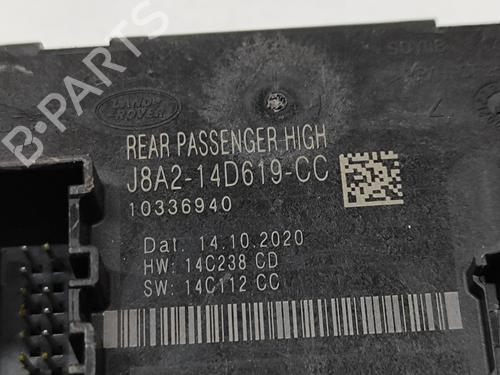 B-PARTS
LAND ROVER
REAR PASSENGER HIGH
J8A2-14D619-CC
10336940
Dat. 14.10.2020
HW: 14C238 CD
SW: 14C112 CC